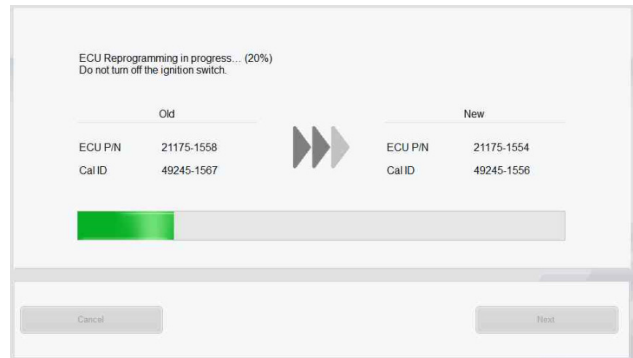 ECU Reprogramming in progress... (20%)
Do not turn off the ignition switch.
Old New
ECU P/N 21175-1558 ECU P/N 21175-1554
Cal ID 49245-1567 Cal ID 49245-1556
Cancel Next